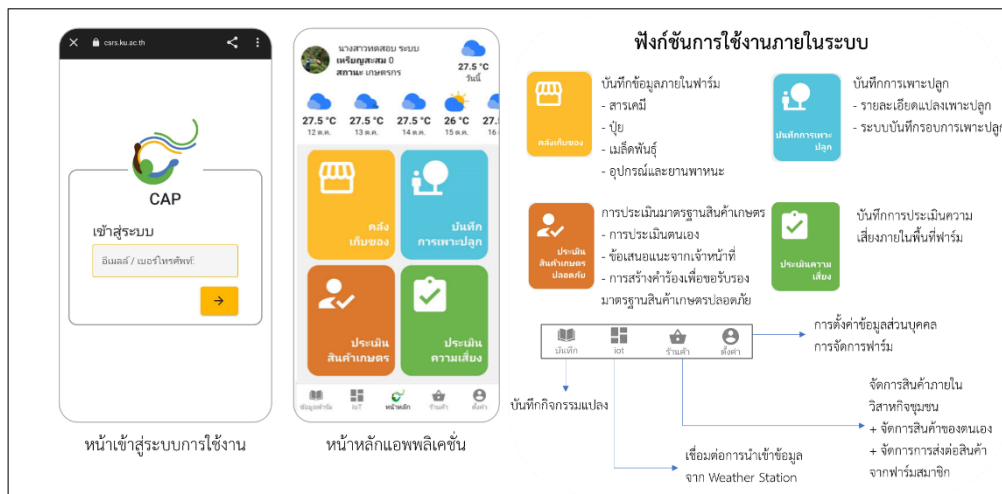 csrs.ku.ac.th
CAP
เข้าสู่ระบบ
อีเมลล์ / เบอร์โทรศัพท์:
หน้าเข้าสู่ระบบการใช้งาน
นางสาวทดสอบ ระบบ
เหรียญสะสม 0
สถานะ เกษตรกร
27.5 °C
วันนี้
27.5 °C 27.5 °C 27.5 °C 26 °C 27.
12 ต.ค. 13 ต.ค. 14 ต.ค. 15 ต.ค. 16
คลัง
เก็บของ
บันทึก
การเพาะปลูก
ประเมิน
สินค้าเกษตร
ประเมิน
ความเสี่ยง
ข้อมูลฟาร์ม IoT หน้าหลัก ร้านค้า ตั้งค่า
หน้าหลักแอพพลิเคชั่น
ฟังก์ชันการใช้งานภายในระบบ
คลังเก็บของ
บันทึกข้อมูลภายในฟาร์ม
- สารเคมี
- ปุ๋ย
- เมล็ดพันธุ์
- อุปกรณ์และยานพาหนะ
บันทึกการเพาะ
ปลูก
บันทึกการเพาะปลูก
- รายละเอียดแปลงเพาะปลูก
- ระบบบันทึกรอบการเพาะปลูก
ประเมิน
สินค้าเกษตร
ปลอดภัย
การประเมินมาตรฐานสินค้าเกษตร
- การประเมินตนเอง
- ข้อเสนอแนะจากเจ้าหน้าที่
- การสร้างคำร้องเพื่อขอรับรอง
มาตรฐานสินค้าเกษตรปลอดภัย
ประเมินความ
เสี่ยง
บันทึกการประเมินความ
เสี่ยงภายในพื้นที่ฟาร์ม
บันทึก iot ร้านค้า ตั้งค่า
การตั้งค่าข้อมูลส่วนบุคคล
การจัดการฟาร์ม
บันทึกกิจกรรมแปลง
เชื่อมต่อการนำเข้าข้อมูล
จาก Weather Station
จัดการสินค้าภายใน
วิสาหกิจชุมชน
+ จัดการสินค้าของตนเอง
+ จัดการการส่งต่อสินค้า
จากฟาร์มสมาชิก